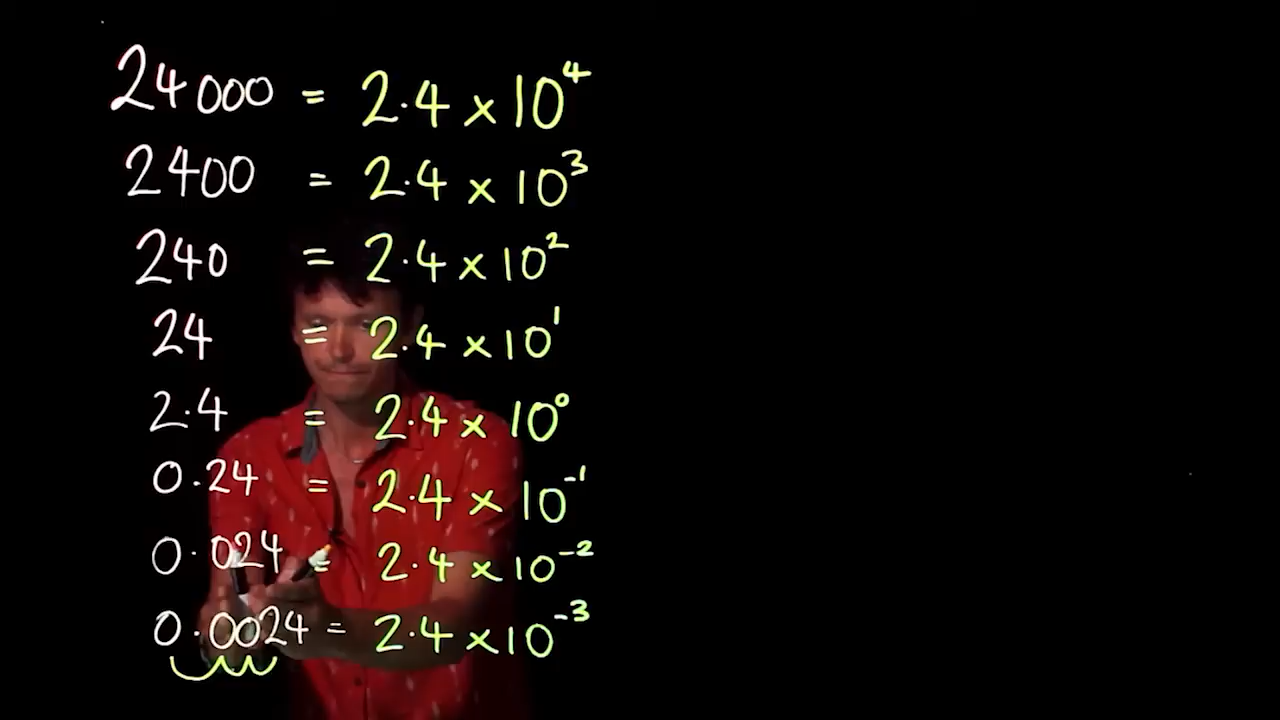 24000 = 2.4 x 10⁴
2400 = 2.4 x 10³
240 = 2.4 x 10²
24 = 2.4 x 10¹
2.4 = 2.4 x 10⁰
0.24 = 2.4 x 10⁻¹
0.024 = 2.4 x 10⁻²
0.0024 = 2.4 x 10⁻³